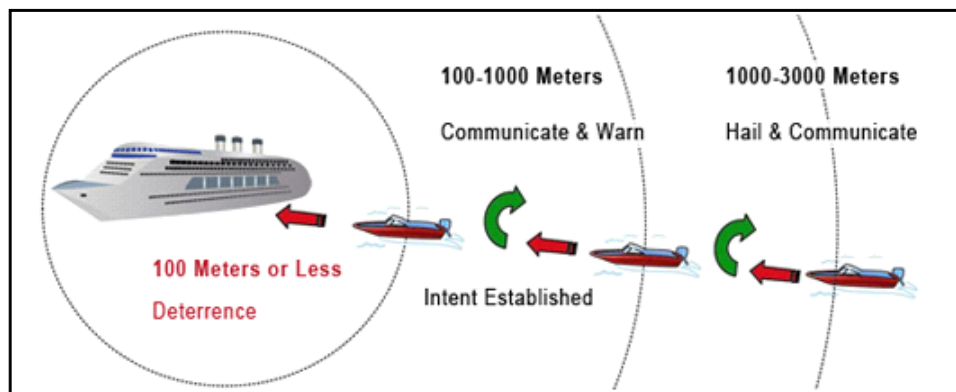 100-1000 Meters
Communicate & Warn
1000-3000 Meters
Hail & Communicate
100 Meters or Less
Deterrence
Intent Established